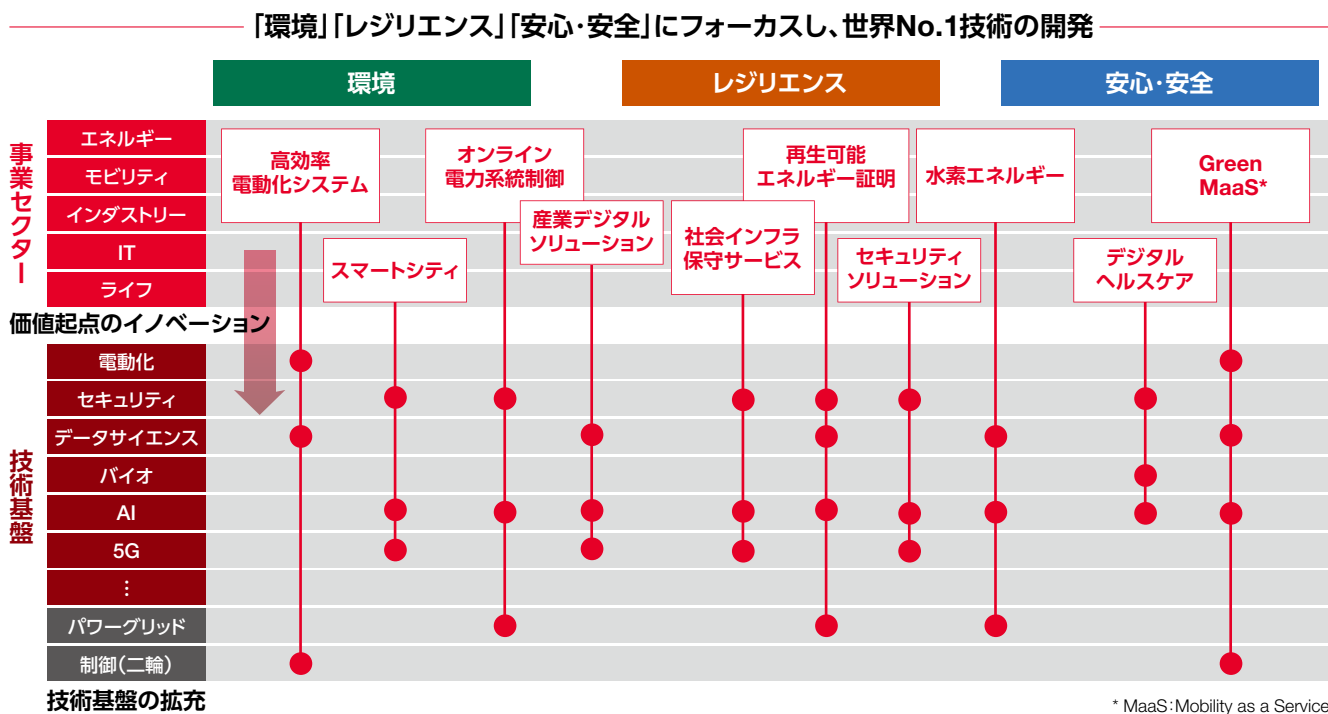 「環境」「レジリエンス」「安心・安全」にフォーカスし、世界No.1技術の開発
環境
レジリエンス
安心・安全
事業セクター
エネルギー
モビリティ
インダストリー
IT
ライフ
高効率
電動化システム
オンライン
電力系統制御
再生可能
エネルギー証明
水素エネルギー
Green
MaaS*
産業デジタル
ソリューション
社会インフラ
保守サービス
スマートシティ
セキュリティ
ソリューション
デジタル
ヘルスケア
価値起点のイノベーション
技術基盤
電動化
セキュリティ
データサイエンス
バイオ
AI
5G
⋮
パワーグリッド
制御(二輪)
技術基盤の拡充
* MaaS:Mobility as a Service